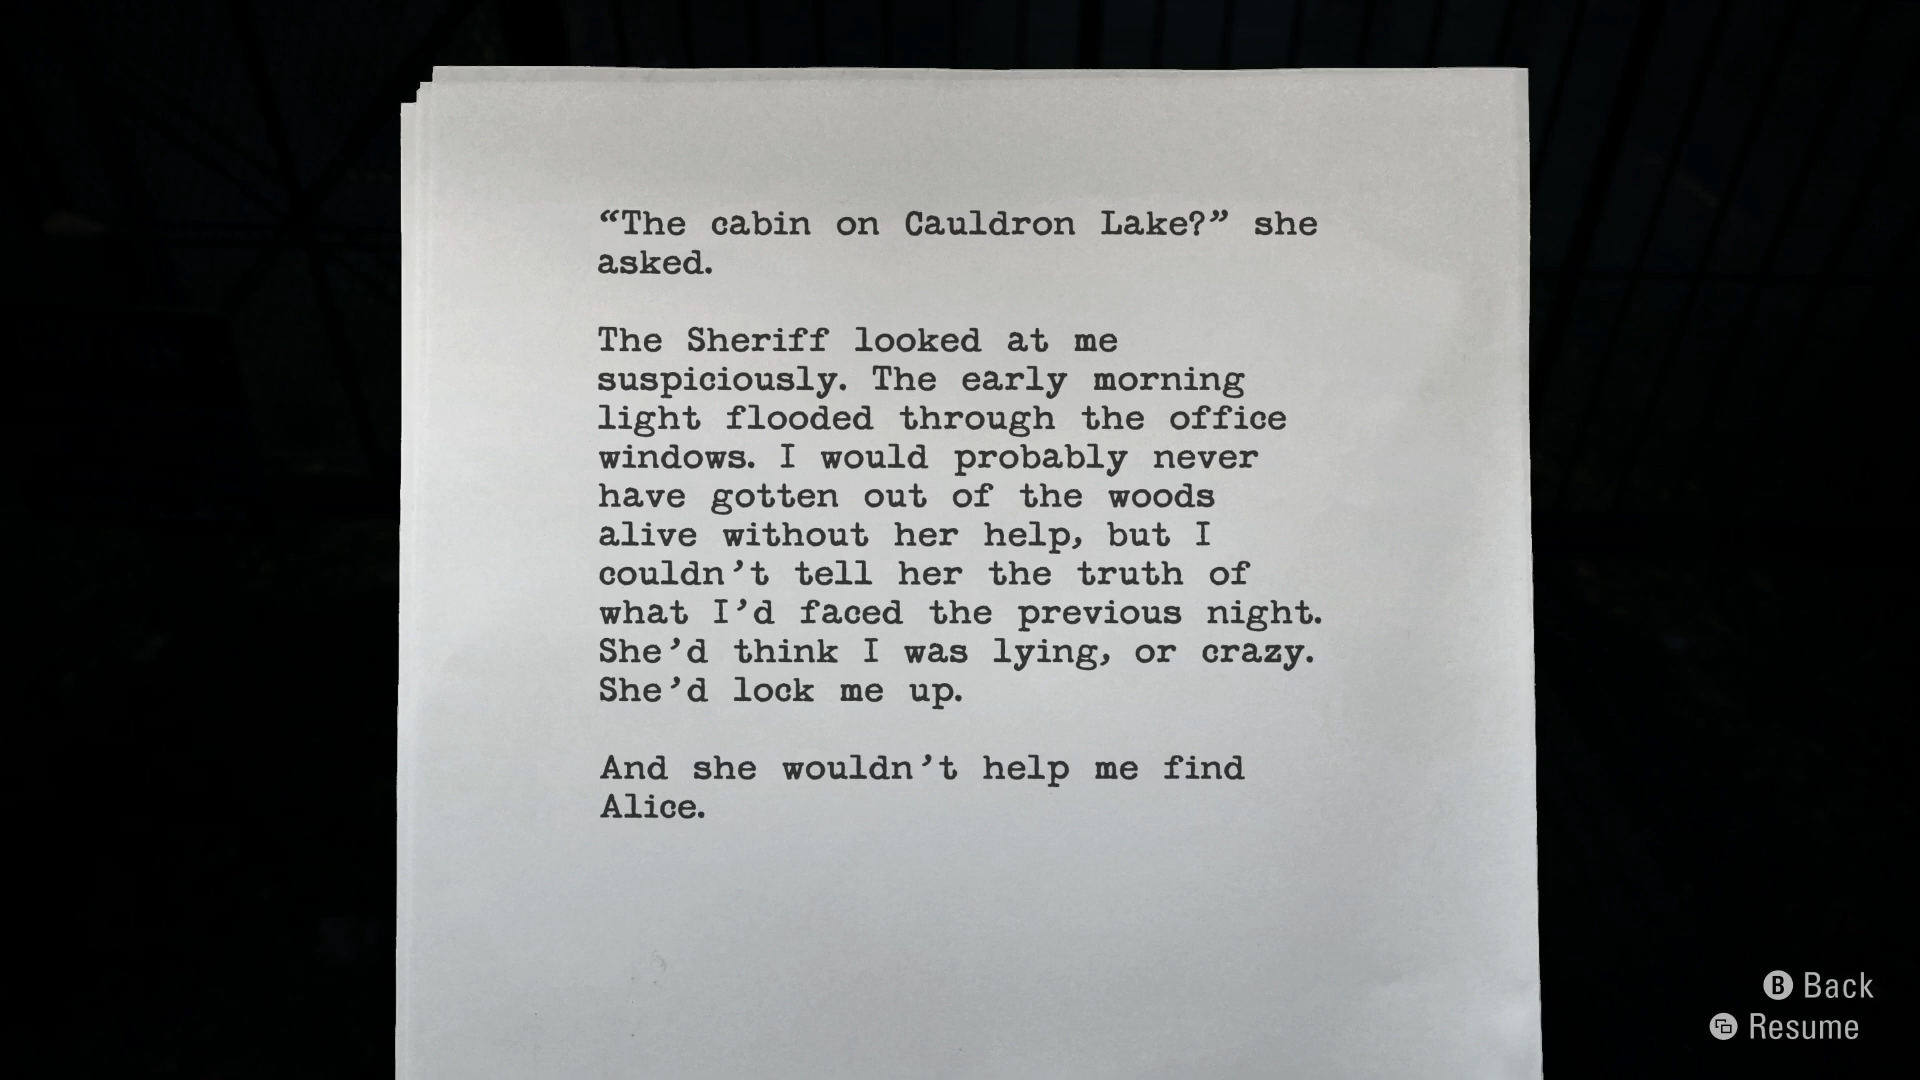 “The cabin on Cauldron Lake?” she
asked.
The Sheriff looked at me
suspiciously. The early morning
light flooded through the office
windows. I would probably never
have gotten out of the woods
alive without her help, but I
couldn’t tell her the truth of
what I’d faced the previous night.
She’d think I was lying, or crazy.
She’d lock me up.
And she wouldn’t help me find
Alice.
B Back
Resume